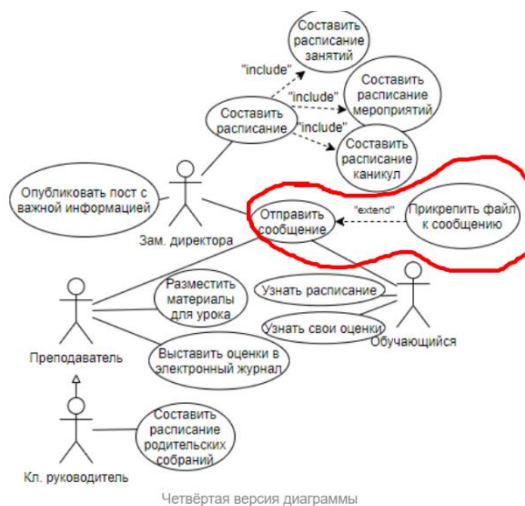 Составить
расписание
занятий
"include"
Составить
расписание
мероприятий
"include"
Составить
расписание
"include"
Составить
расписание
каникул
Опубликовать пост с
важной информацией
Зам. директора
Отправить
сообщение
"extend"
Прикрепить файл
к сообщению
Разместить
материалы
для урока
Узнать расписание
Узнать свои оценки
Обучающийся
Преподаватель
Выставить оценки в
электронный журнал
Составить
расписание
родительских
собраний
Кл. руководитель
Четвёртая версия диаграммы